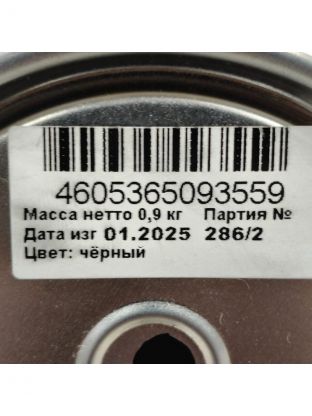 4605365093559
Масса нетто 0,9 кг Партия №
Дата изг 01.2025 286/2
Цвет: чёрный